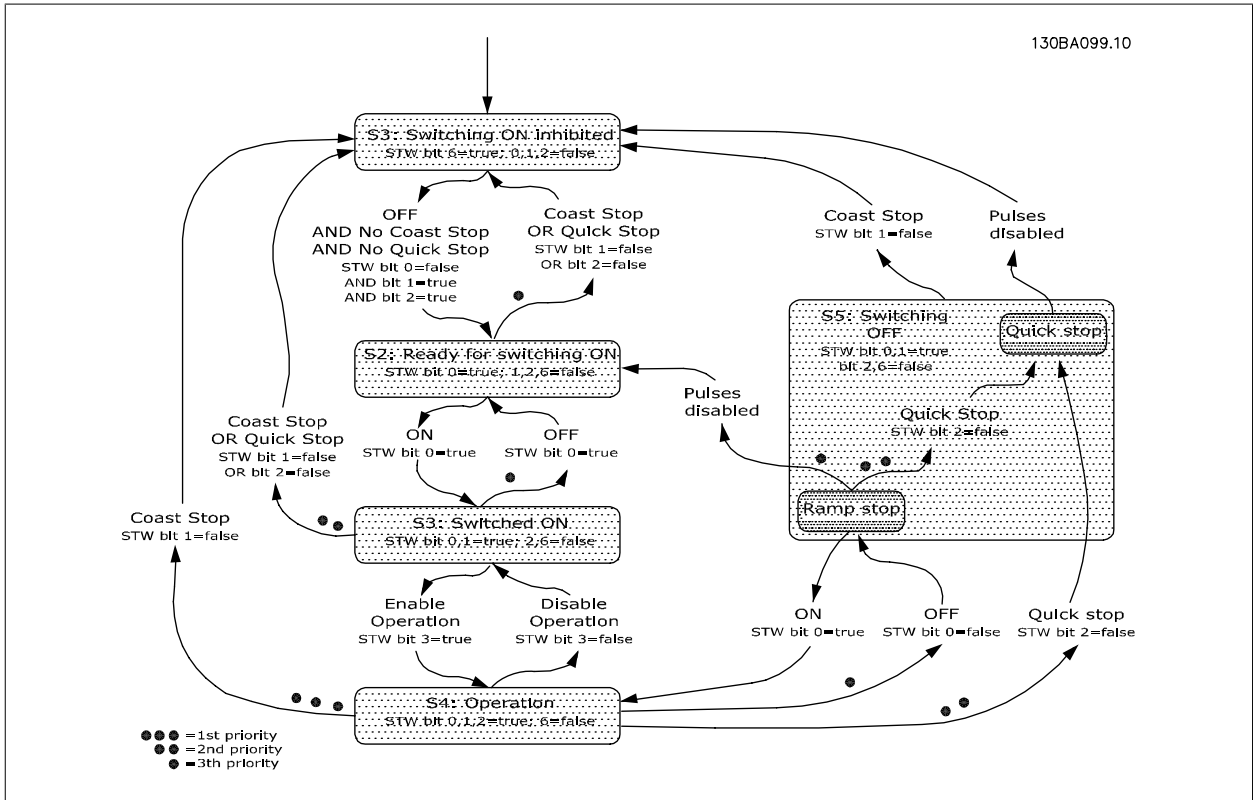 130BA099.10
S3: Switching ON inhibited
STW bit 6=true; 0,1,2=false
OFF
AND No Coast Stop
AND No Quick Stop
STW bit 0=false
AND bit 1=true
AND bit 2=true
Coast Stop
OR Quick Stop
STW bit 1=false
OR bit 2=false
Coast Stop
STW bit 1=false
Pulses
disabled
S2: Ready for switching ON
STW bit 0=true; 1,2,6=false
S5: Switching
OFF
STW bit 0,1=true
bit 2,6=false
Quick stop
Pulses
disabled
Quick Stop
STW bit 2=false
Ramp stop
Coast Stop
OR Quick Stop
STW bit 1=false
OR bit 2=false
ON
STW bit 0=true
OFF
STW bit 0=true
Coast Stop
STW bit 1=false
S3: Switched ON
STW bit 0,1=true; 2,6=false
Enable
Operation
STW bit 3=true
Disable
Operation
STW bit 3=false
ON
STW bit 0=true
OFF
STW bit 0=false
Quick stop
STW bit 2=false
S4: Operation
STW bit 0,1,2=true; 6=false
=1st priority
=2nd priority
=3th priority